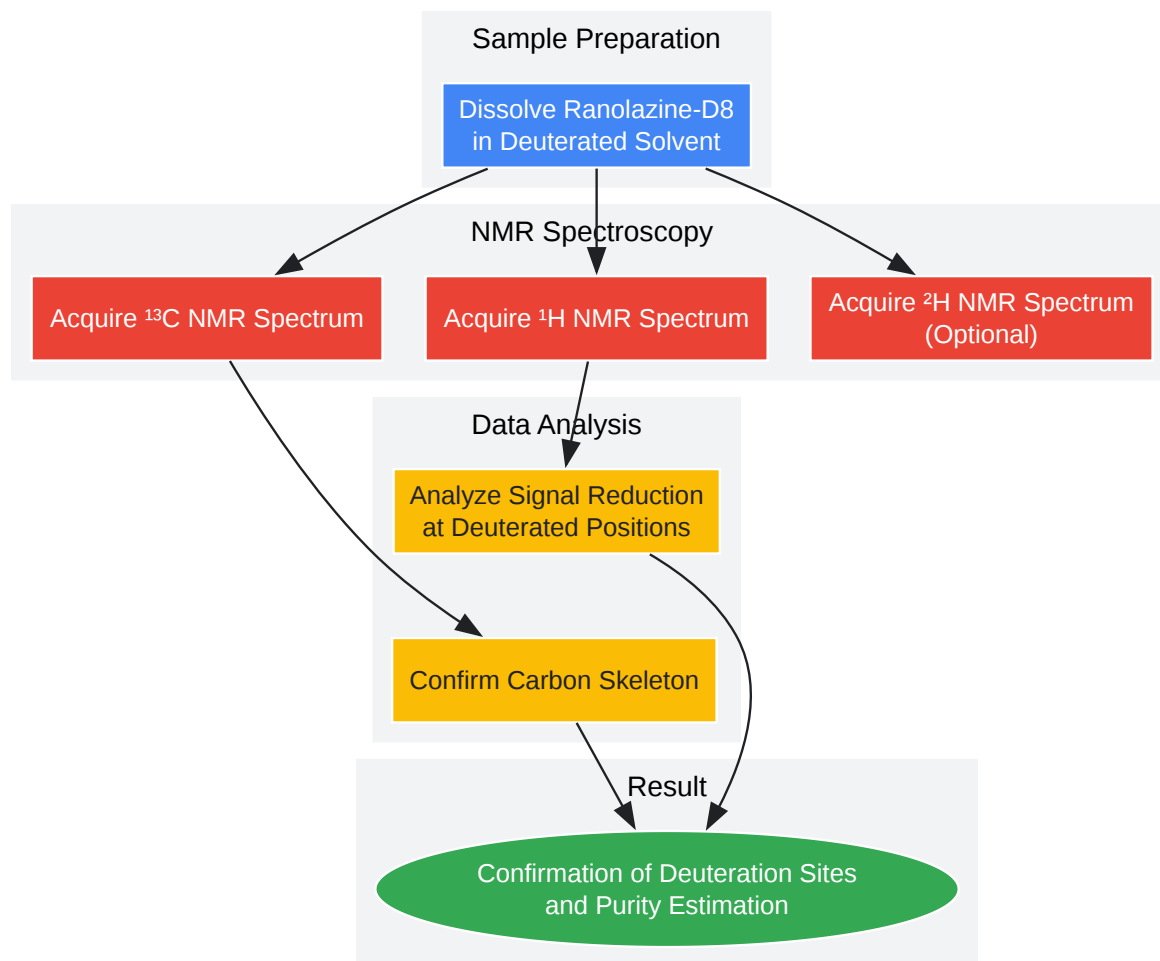 Sample Preparation
Dissolve Ranolazine-D8
in Deuterated Solvent
NMR Spectroscopy
Acquire ¹³C NMR Spectrum
Acquire ¹H NMR Spectrum
Acquire ²H NMR Spectrum
(Optional)
Data Analysis
Analyze Signal Reduction
at Deuterated Positions
Confirm Carbon Skeleton
Result
Confirmation of Deuteration Sites
and Purity Estimation